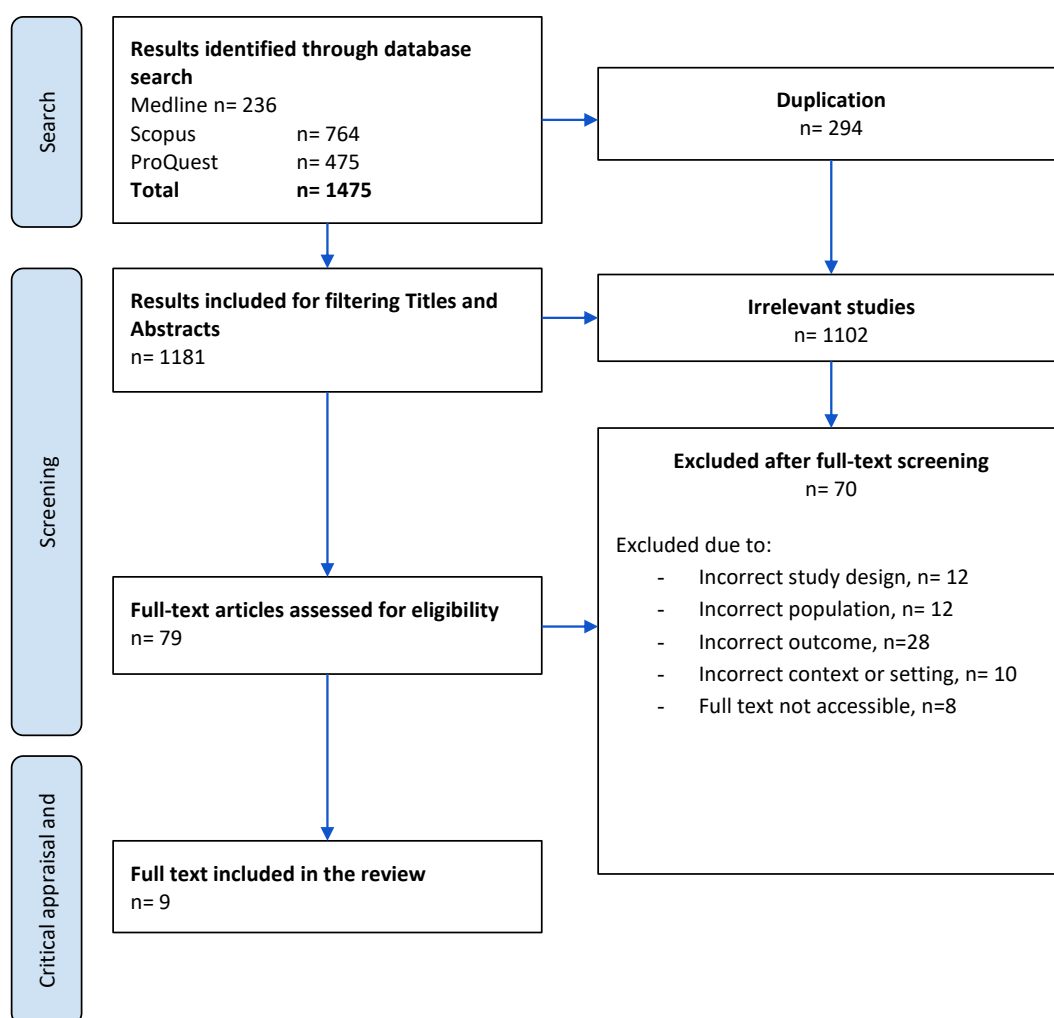 Search
Results identified through database
search
Medline n= 236
Scopus n= 764
ProQuest n= 475
Total n= 1475
Duplication
n= 294
Screening
Results included for filtering Titles and
Abstracts
n= 1181
Irrelevant studies
n= 1102
Full-text articles assessed for eligibility
n= 79
Excluded after full-text screening
n= 70
Excluded due to:
- Incorrect study design, n= 12
- Incorrect population, n= 12
- Incorrect outcome, n=28
- Incorrect context or setting, n= 10
- Full text not accessible, n=8
Critical appraisal and
Full text included in the review
n= 9